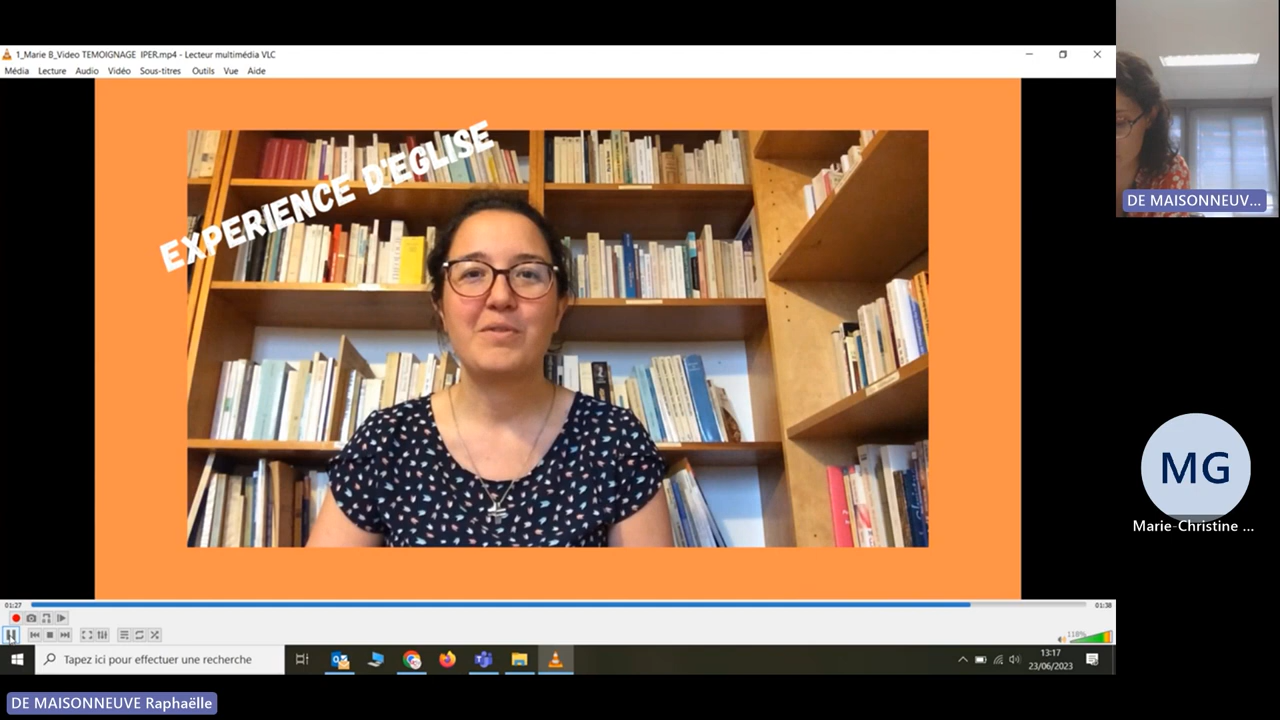 1_Marie B_Video TEMOIGNAGE IPER.mp4 - Lecteur multimédia VLC
Média Lecture Audio Vidéo Sous-titres Outils Vue Aide
EXPERIENCE D'EGLISE
DE MAISONNEUV...
MG
Marie-Christine ...
01:27
01:38
118%
Tapez ici pour effectuer une recherche
13:17
23/06/2023
DE MAISONNEUVE Raphaëlle